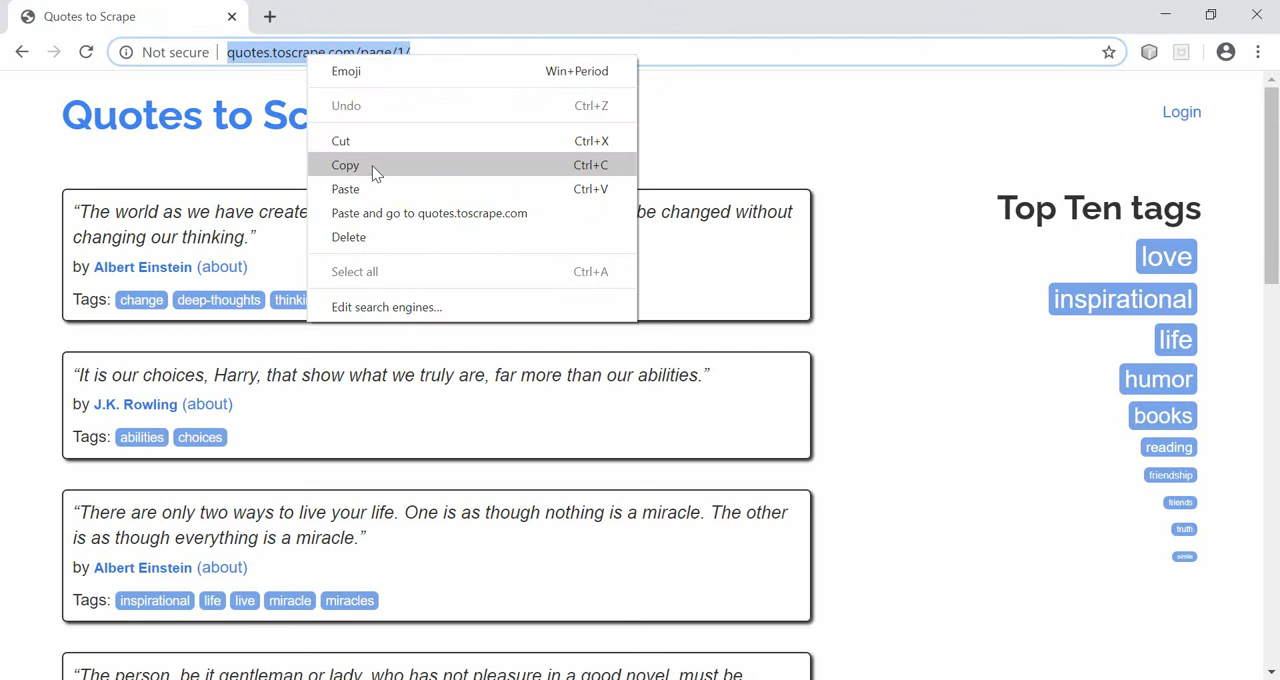 Quotes to Scrape
Not secure
quotes.toscrape.com/page/1/
Emoji Win+Period
Undo Ctrl+Z
Cut Ctrl+X
Copy Ctrl+C
Paste Ctrl+V
Paste and go to quotes.toscrape.com
Delete
Select all Ctrl+A
Edit search engines...
Quotes to Sc
Login
“The world as we have create be changed without
changing our thinking.”
by Albert Einstein (about)
Tags: change deep-thoughts thinki
“It is our choices, Harry, that show what we truly are, far more than our abilities.”
by J.K. Rowling (about)
Tags: abilities choices
“There are only two ways to live your life. One is as though nothing is a miracle. The other
is as though everything is a miracle.”
by Albert Einstein (about)
Tags: inspirational life live miracle miracles
“The person, be it gentleman or lady, who has not pleasure in a good novel, must be
Top Ten tags
love
inspirational
life
humor
books
reading
friendship
friends
truth
simile